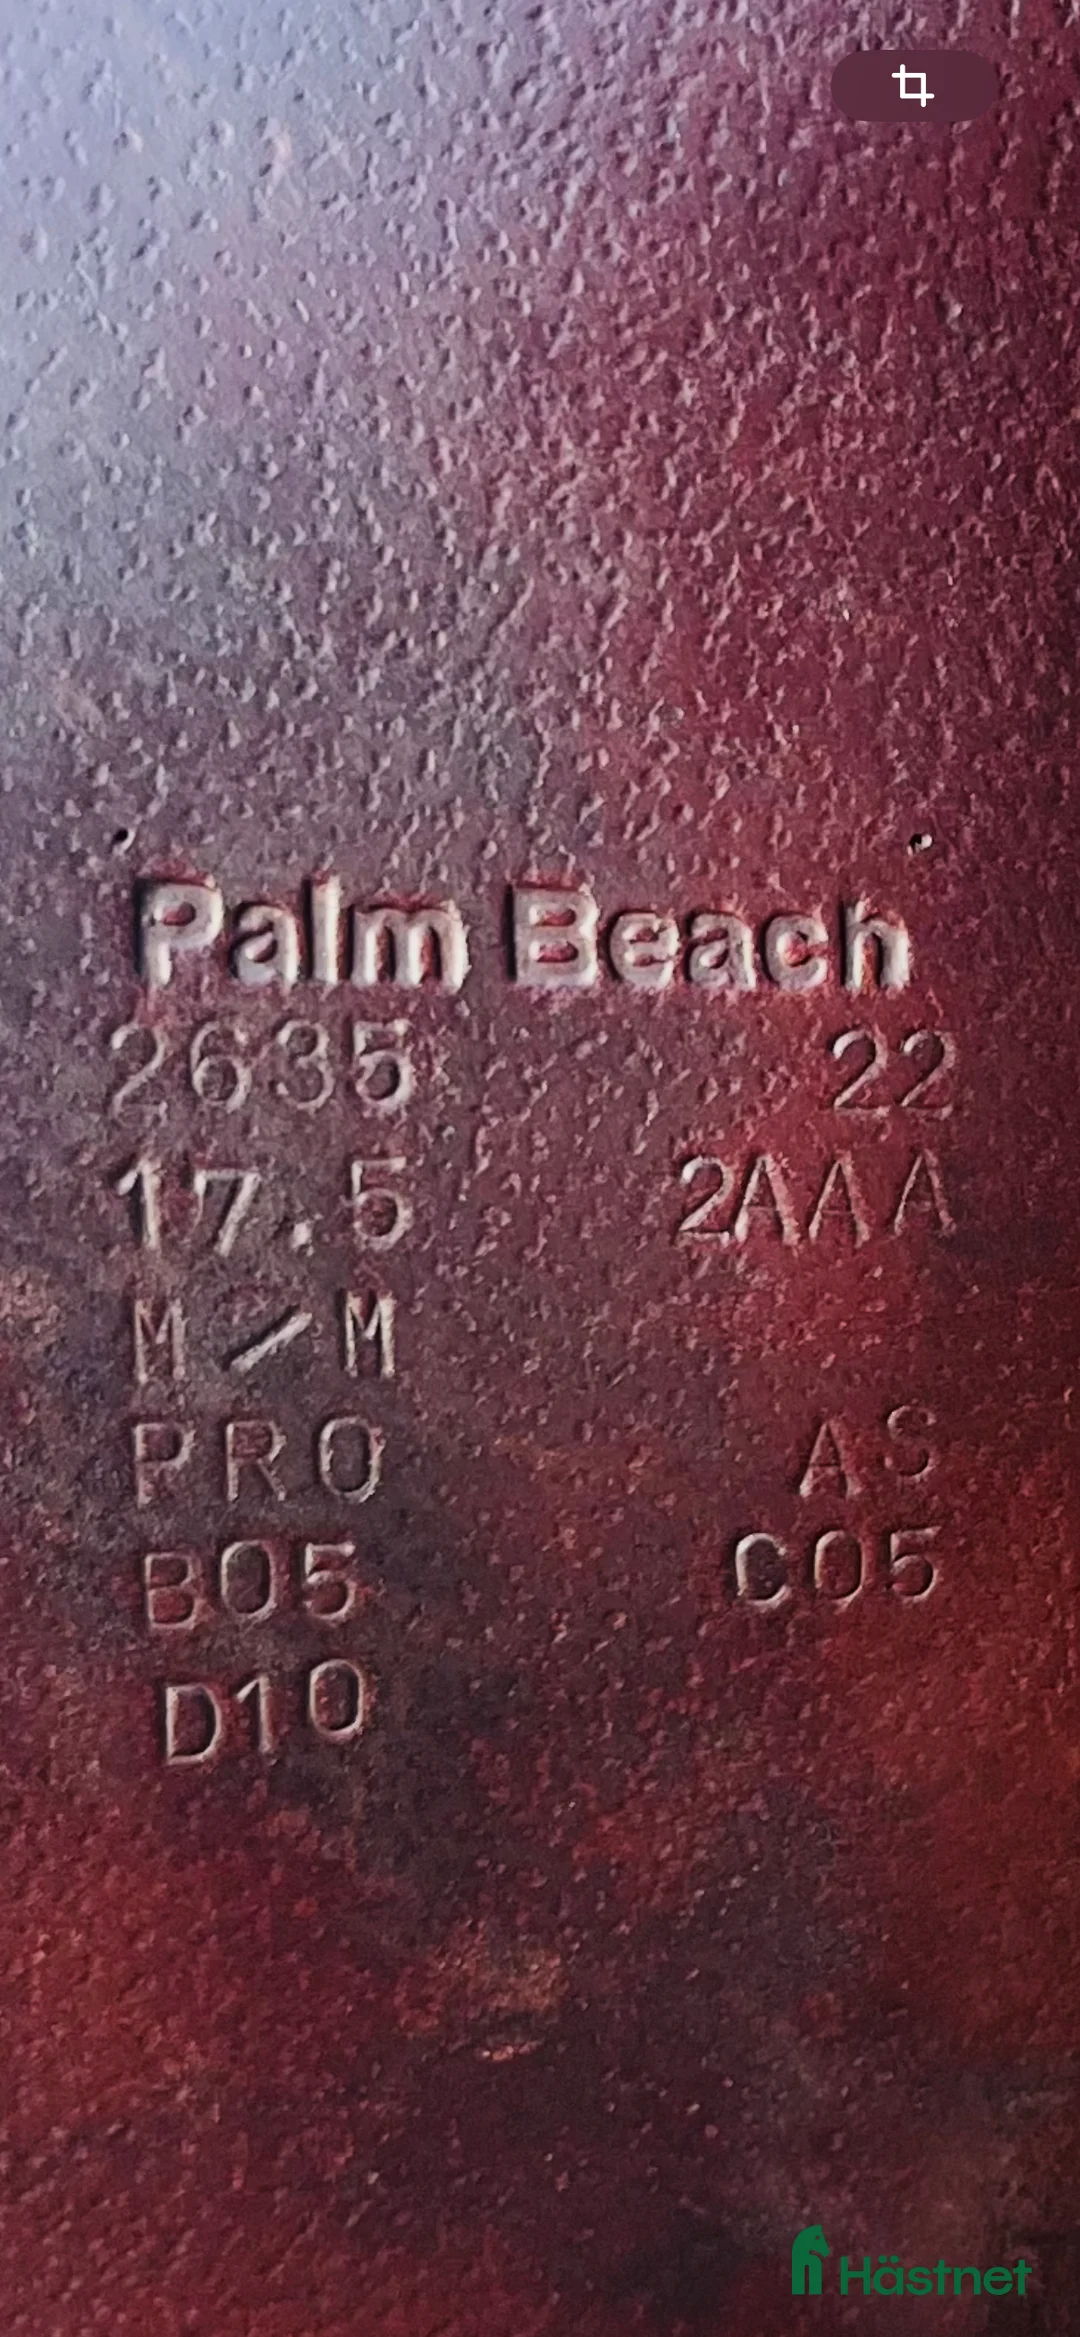 Palm Beach
2635 22
17.5 2AAA
M/M
PRO AS
B05 C05
D10
Hästnet